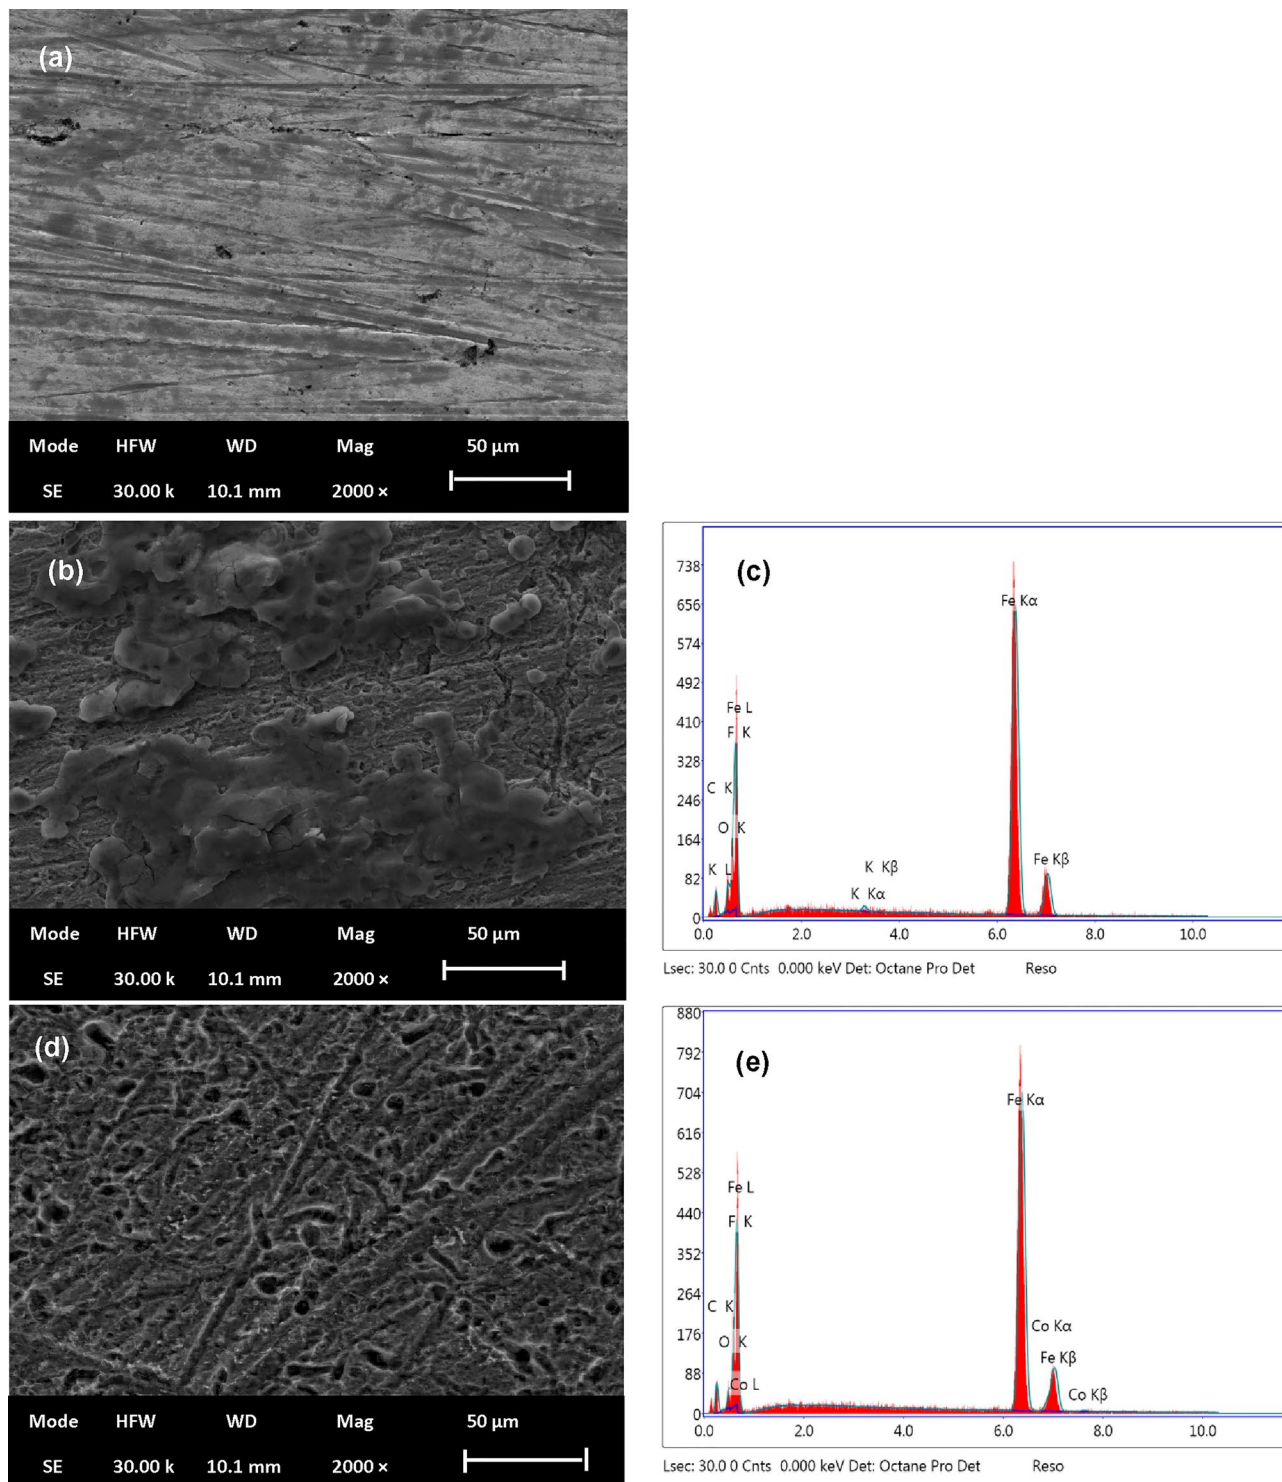 (a)
Mode HFW WD Mag 50 µm
SE 30.00 k 10.1 mm 2000 ×
(b)
Mode HFW WD Mag 50 µm
SE 30.00 k 10.1 mm 2000 ×
(c)
738
656
574
492
410
328
246
164
82
0
Fe Kα
Fe L
F K
C K
O K
K L
K Kβ
K Kα
Fe Kβ
0.0 2.0 4.0 6.0 8.0 10.0
Lsec: 30.0 0 Cnts 0.000 keV Det: Octane Pro Det Reso
(d)
Mode HFW WD Mag 50 µm
SE 30.00 k 10.1 mm 2000 ×
(e)
880
792
704
616
528
440
352
264
176
88
0
Fe Kα
Fe L
F K
C K
O K
Co L
Co Kα
Fe Kβ
Co Kβ
0.0 2.0 4.0 6.0 8.0 10.0
Lsec: 30.0 0 Cnts 0.000 keV Det: Octane Pro Det Reso